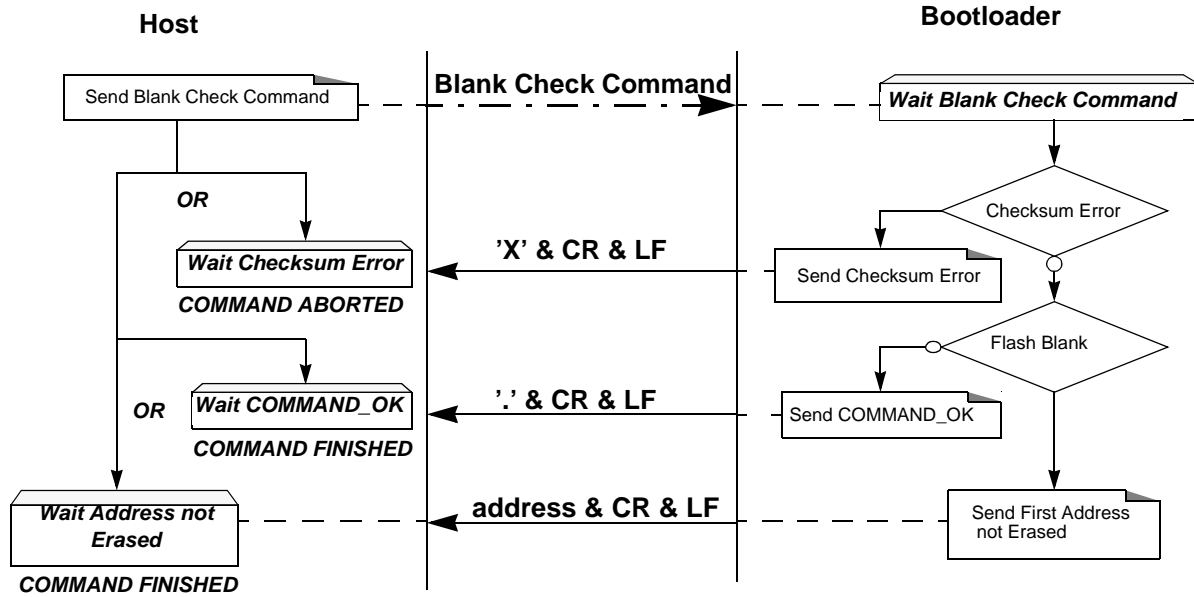 Host
Bootloader
Send Blank Check Command
Blank Check Command
Wait Blank Check Command
OR
Checksum Error
Wait Checksum Error
'X' & CR & LF
Send Checksum Error
COMMAND ABORTED
Flash Blank
OR
Wait COMMAND_OK
'.' & CR & LF
Send COMMAND_OK
COMMAND FINISHED
Wait Address not
Erased
address & CR & LF
Send First Address
not Erased
COMMAND FINISHED